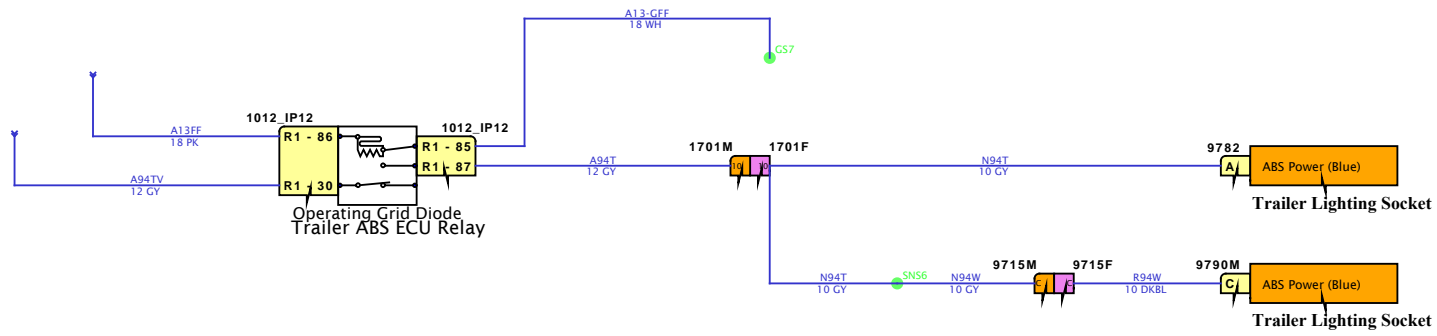 A13-GFF
18 WH
GS7
1012_IP12
A13FF
18 PK
R1 - 86
1012_IP12
R1 - 85
R1 - 87
A94TV
12 GY
R1 - 30
Operating Grid Diode
Trailer ABS ECU Relay
A94T
12 GY
1701M
1701F
10
10
N94T
10 GY
9782
A
ABS Power (Blue)
Trailer Lighting Socket
N94T
10 GY
SNS6
N94W
10 GY
9715M
9715F
C
C
R94W
10 DKBL
9790M
C
ABS Power (Blue)
Trailer Lighting Socket